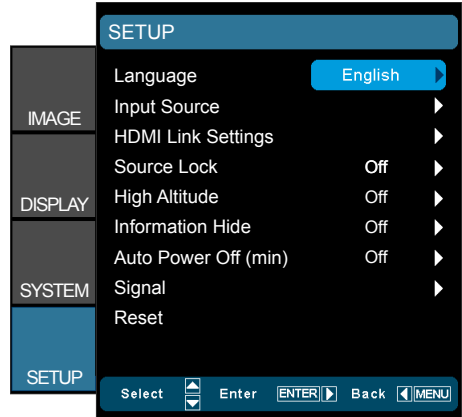 SETUP
IMAGE
DISPLAY
SYSTEM
SETUP
Language English
Input Source
HDMI Link Settings
Source Lock Off
High Altitude Off
Information Hide Off
Auto Power Off (min) Off
Signal
Reset
Select Enter ENTER Back MENU